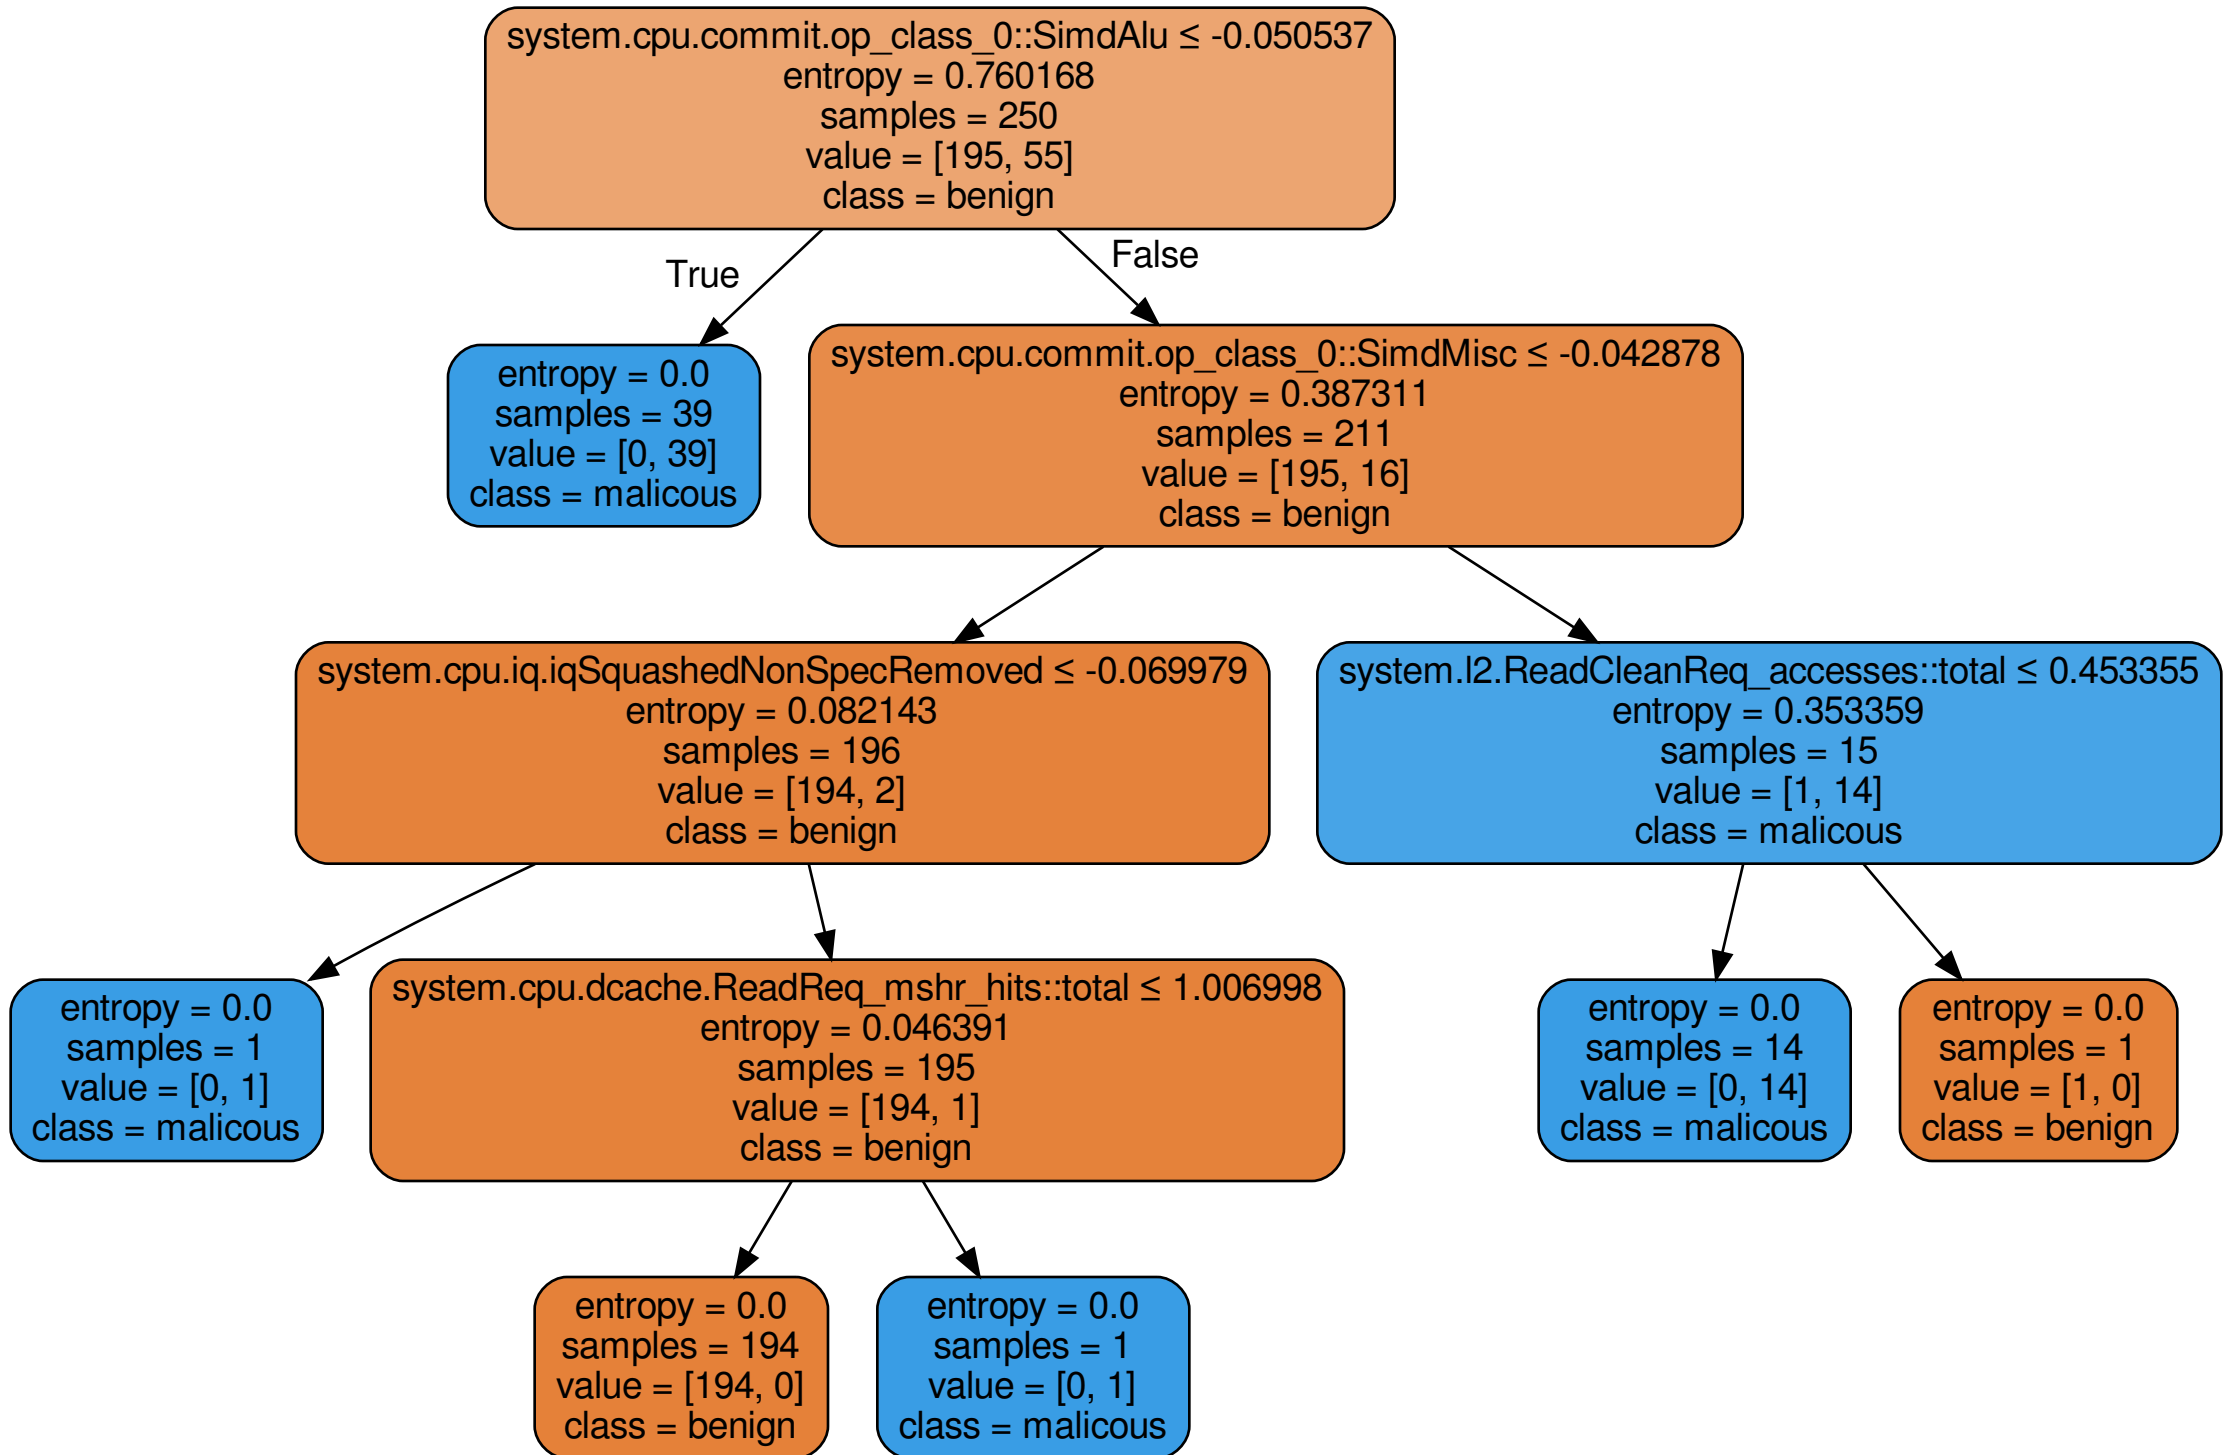 system.cpu.commit.op_class_0::SimdAlu ≤ -0.050537
entropy = 0.760168
samples = 250
value = [195, 55]
class = benign
True
False
entropy = 0.0
samples = 39
value = [0, 39]
class = malicous
system.cpu.commit.op_class_0::SimdMisc ≤ -0.042878
entropy = 0.387311
samples = 211
value = [195, 16]
class = benign
system.cpu.iq.iqSquashedNonSpecRemoved ≤ -0.069979
entropy = 0.082143
samples = 196
value = [194, 2]
class = benign
system.l2.ReadCleanReq_accesses::total ≤ 0.453355
entropy = 0.353359
samples = 15
value = [1, 14]
class = malicous
entropy = 0.0
samples = 1
value = [0, 1]
class = malicous
system.cpu.dcache.ReadReq_mshr_hits::total ≤ 1.006998
entropy = 0.046391
samples = 195
value = [194, 1]
class = benign
entropy = 0.0
samples = 14
value = [0, 14]
class = malicous
entropy = 0.0
samples = 1
value = [1, 0]
class = benign
entropy = 0.0
samples = 194
value = [194, 0]
class = benign
entropy = 0.0
samples = 1
value = [0, 1]
class = malicous